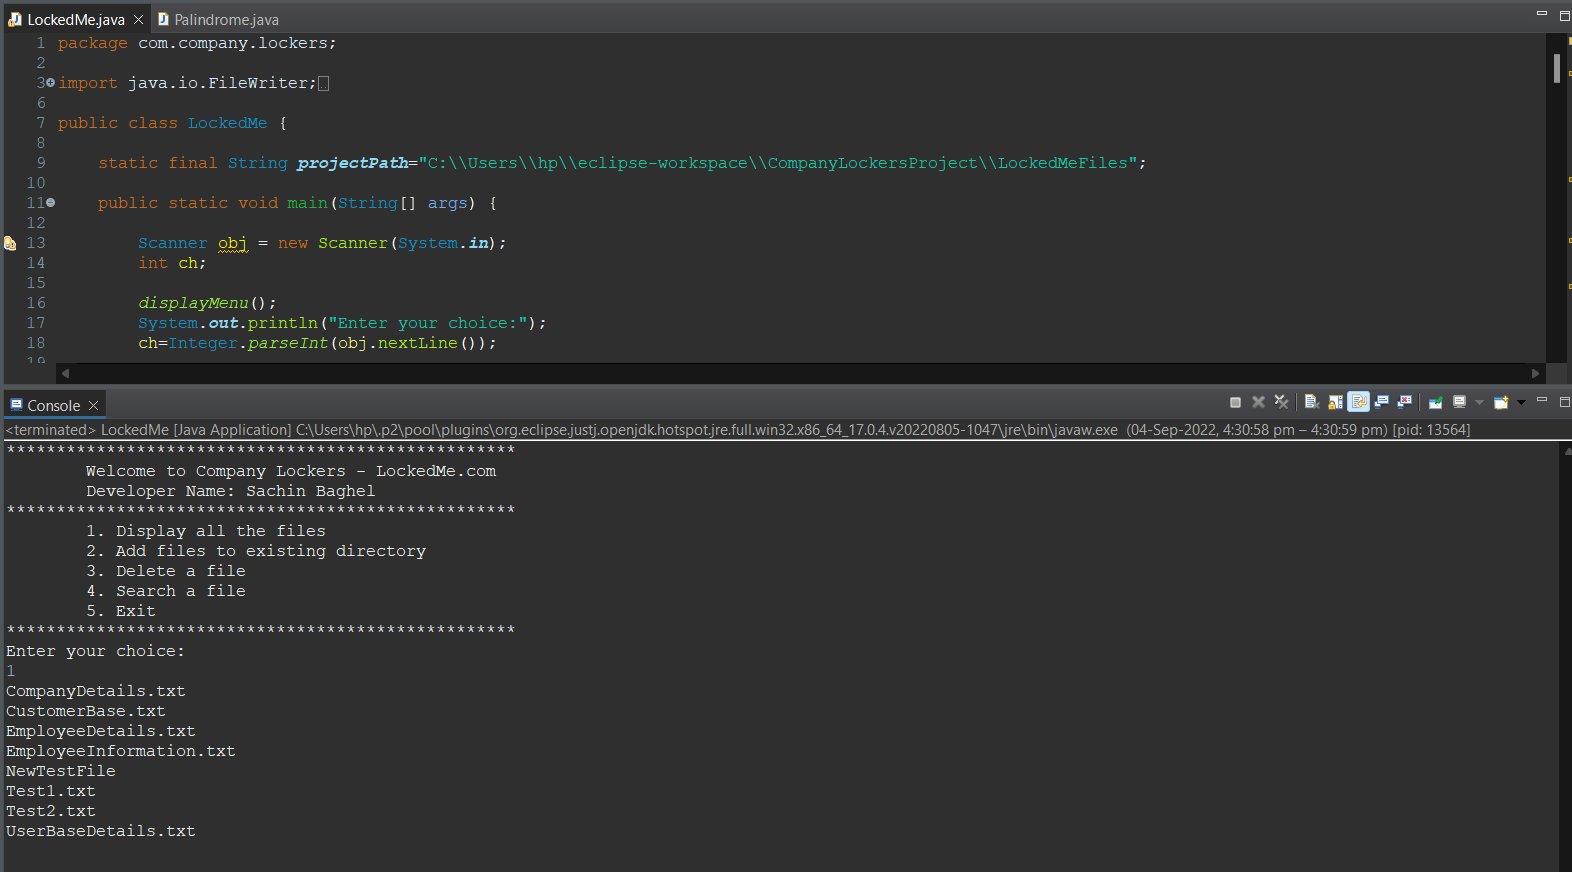 LockedMe.java Palindrome.java
1 package com.company.lockers;
2
3 import java.io.FileWriter;
6
7 public class LockedMe {
8
9 static final String projectPath="C:\\Users\\hp\\eclipse-workspace\\CompanyLockersProject\\LockedMeFiles";
10
11 public static void main(String[] args) {
12
13 Scanner obj = new Scanner(System.in);
14 int ch;
15
16 displayMenu();
17 System.out.println("Enter your choice:");
18 ch=Integer.parseInt(obj.nextLine());
19
Console
<terminated> LockedMe [Java Application] C:\Users\hp\.p2\pool\plugins\org.eclipse.justj.openjdk.hotspot.jre.full.win32.x86_64_17.0.4.v20220805-1047\jre\bin\javaw.exe (04-Sep-2022, 4:30:58 pm – 4:30:59 pm) [pid: 13564]
***************************************************
Welcome to Company Lockers - LockedMe.com
Developer Name: Sachin Baghel
***************************************************
1. Display all the files
2. Add files to existing directory
3. Delete a file
4. Search a file
5. Exit
***************************************************
Enter your choice:
1
CompanyDetails.txt
CustomerBase.txt
EmployeeDetails.txt
EmployeeInformation.txt
NewTestFile
Test1.txt
Test2.txt
UserBaseDetails.txt